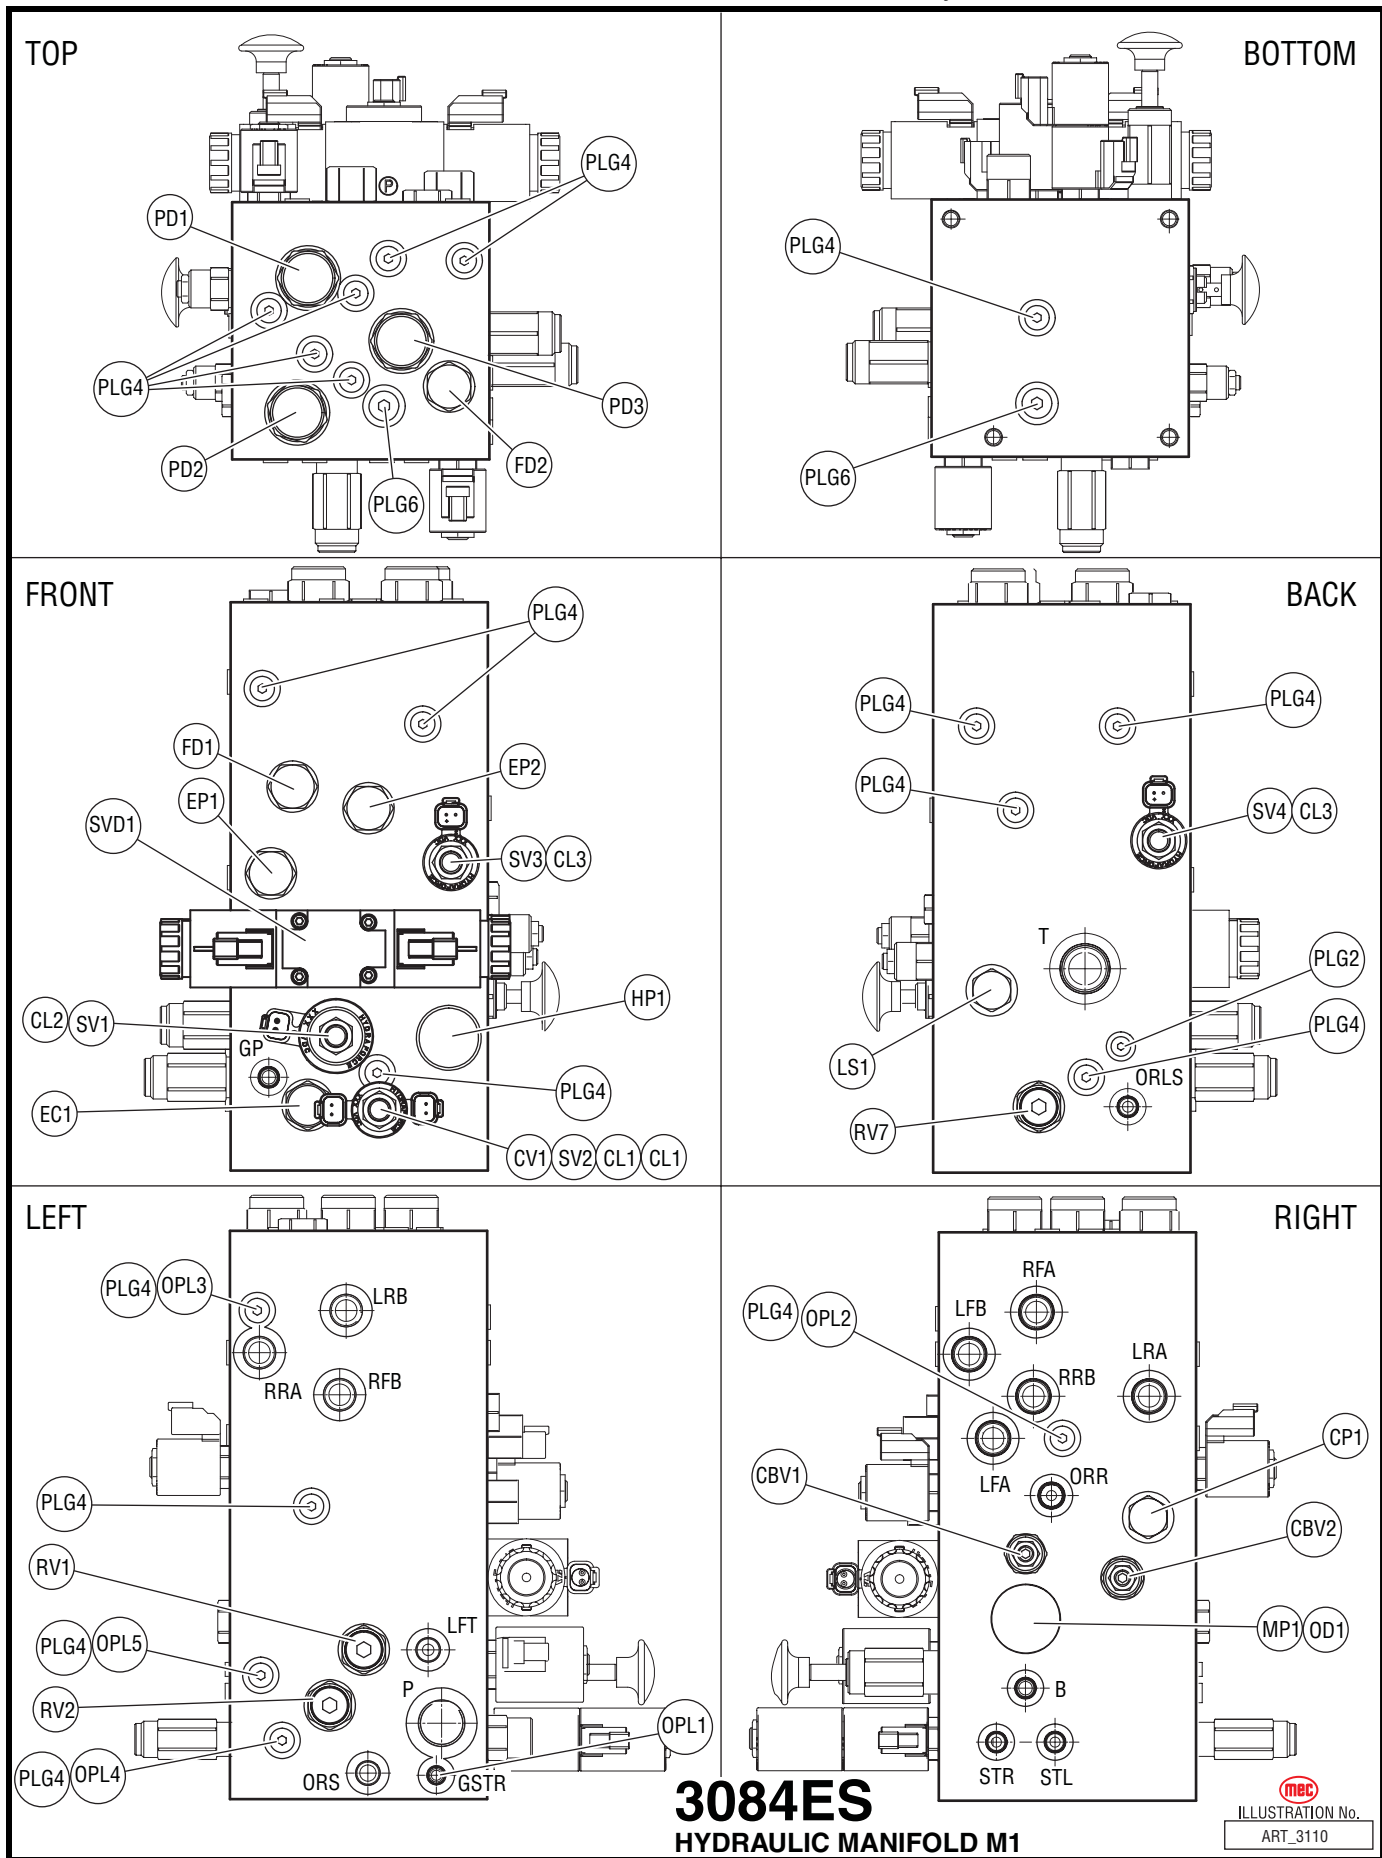 TOP
P
PLG4
PD1
PLG4
PD3
PD2
FD2
PLG6
BOTTOM
PLG4
PLG6
FRONT
PLG4
FD1
EP2
EP1
SVD1
SV3 CL3
HP1
CL2 SV1
GP
PLG4
EC1
CV1 SV2 CL1 CL1
BACK
PLG4
PLG4
PLG4
SV4 CL3
T
PLG2
LS1
PLG4
ORLS
RV7
LEFT
PLG4 OPL3
LRB
RRA
RFB
PLG4
RV1
LFT
PLG4 OPL5
P
RV2
OPL1
PLG4 OPL4
ORS
GSTR
RIGHT
RFA
PLG4 OPL2
LFB
LRA
RRB
CP1
CBV1
LFA
ORR
CBV2
MP1 OD1
B
STR
STL
3084ES
HYDRAULIC MANIFOLD M1
mec
ILLUSTRATION No.
ART_3110